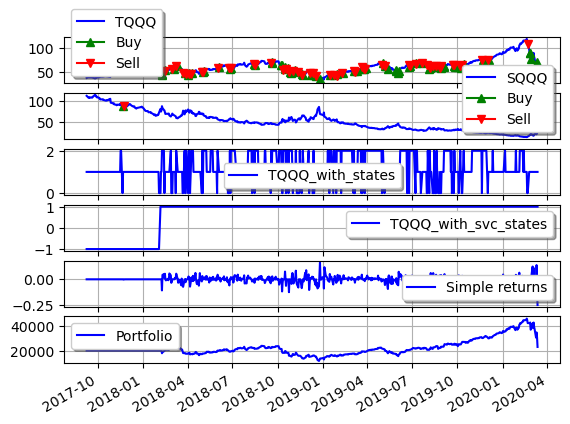 TQQQ
Buy
Sell
100
50
SQQQ
Buy
Sell
100
50
2
0
TQQQ_with_states
1
0
−1
TQQQ_with_svc_states
0.00
−0.25
Simple returns
40000
20000
Portfolio
2017-10 2018-01 2018-04 2018-07 2018-10 2019-01 2019-04 2019-07 2019-10 2020-01 2020-04